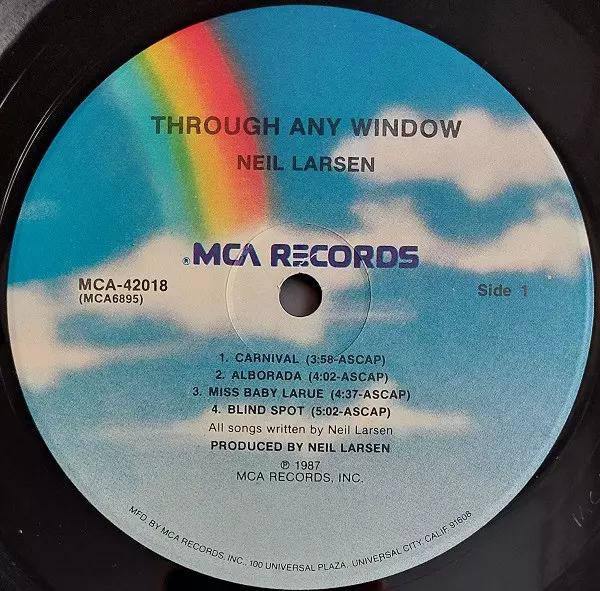 THROUGH ANY WINDOW
NEIL LARSEN
®MCA RECORDS
MCA-42018
(MCA6895)
Side 1
1. CARNIVAL (3:58-ASCAP)
2. ALBORADA (4:02-ASCAP)
3. MISS BABY LARUE (4:37-ASCAP)
4. BLIND SPOT (5:02-ASCAP)
All songs written by Neil Larsen
PRODUCED BY NEIL LARSEN
℗ 1987
MCA RECORDS, INC.
MFD. BY MCA RECORDS, INC., 100 UNIVERSAL PLAZA, UNIVERSAL CITY, CALIF. 91608